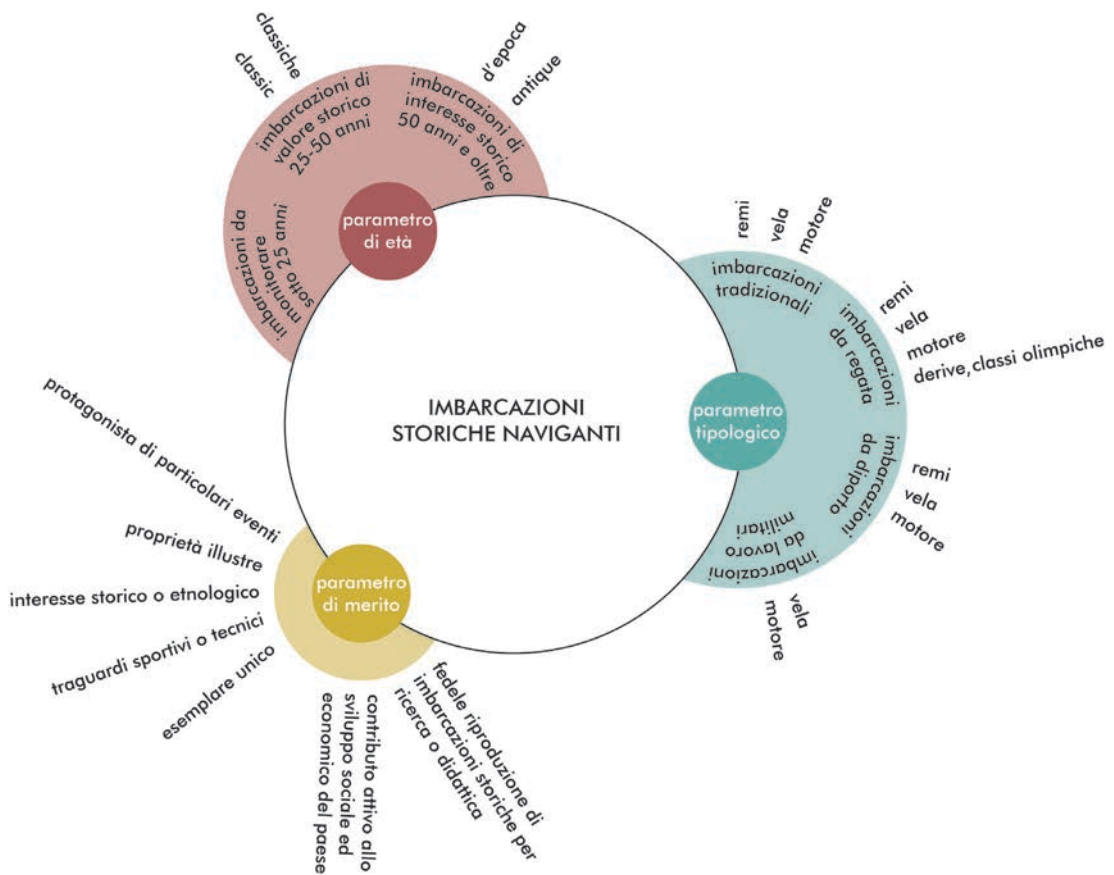 classic
classiche
d'epoca
antique
imbarcazioni di
valore storico
25-50 anni
imbarcazioni di
interesse storico
50 anni e oltre
imbarcazioni da
monitorare
sotto 25 anni
parametro
di età
IMBARCAZIONI
STORICHE NAVIGANTI
remi
vela
motore
imbarcazioni
tradizionali
remi
vela
motore
derive, classi olimpiche
imbarcazioni
da regata
parametro
tipologico
imbarcazioni
da diporto
remi
vela
motore
imbarcazioni
da lavoro
militari
vela
motore
parametro
di merito
protagonista di particolari eventi
proprietà illustre
interesse storico o etnologico
traguardi sportivi o tecnici
esemplare unico
contributo attivo allo
sviluppo sociale ed
economico del paese
fedele riproduzione di
imbarcazioni storiche per
ricerca o didattica